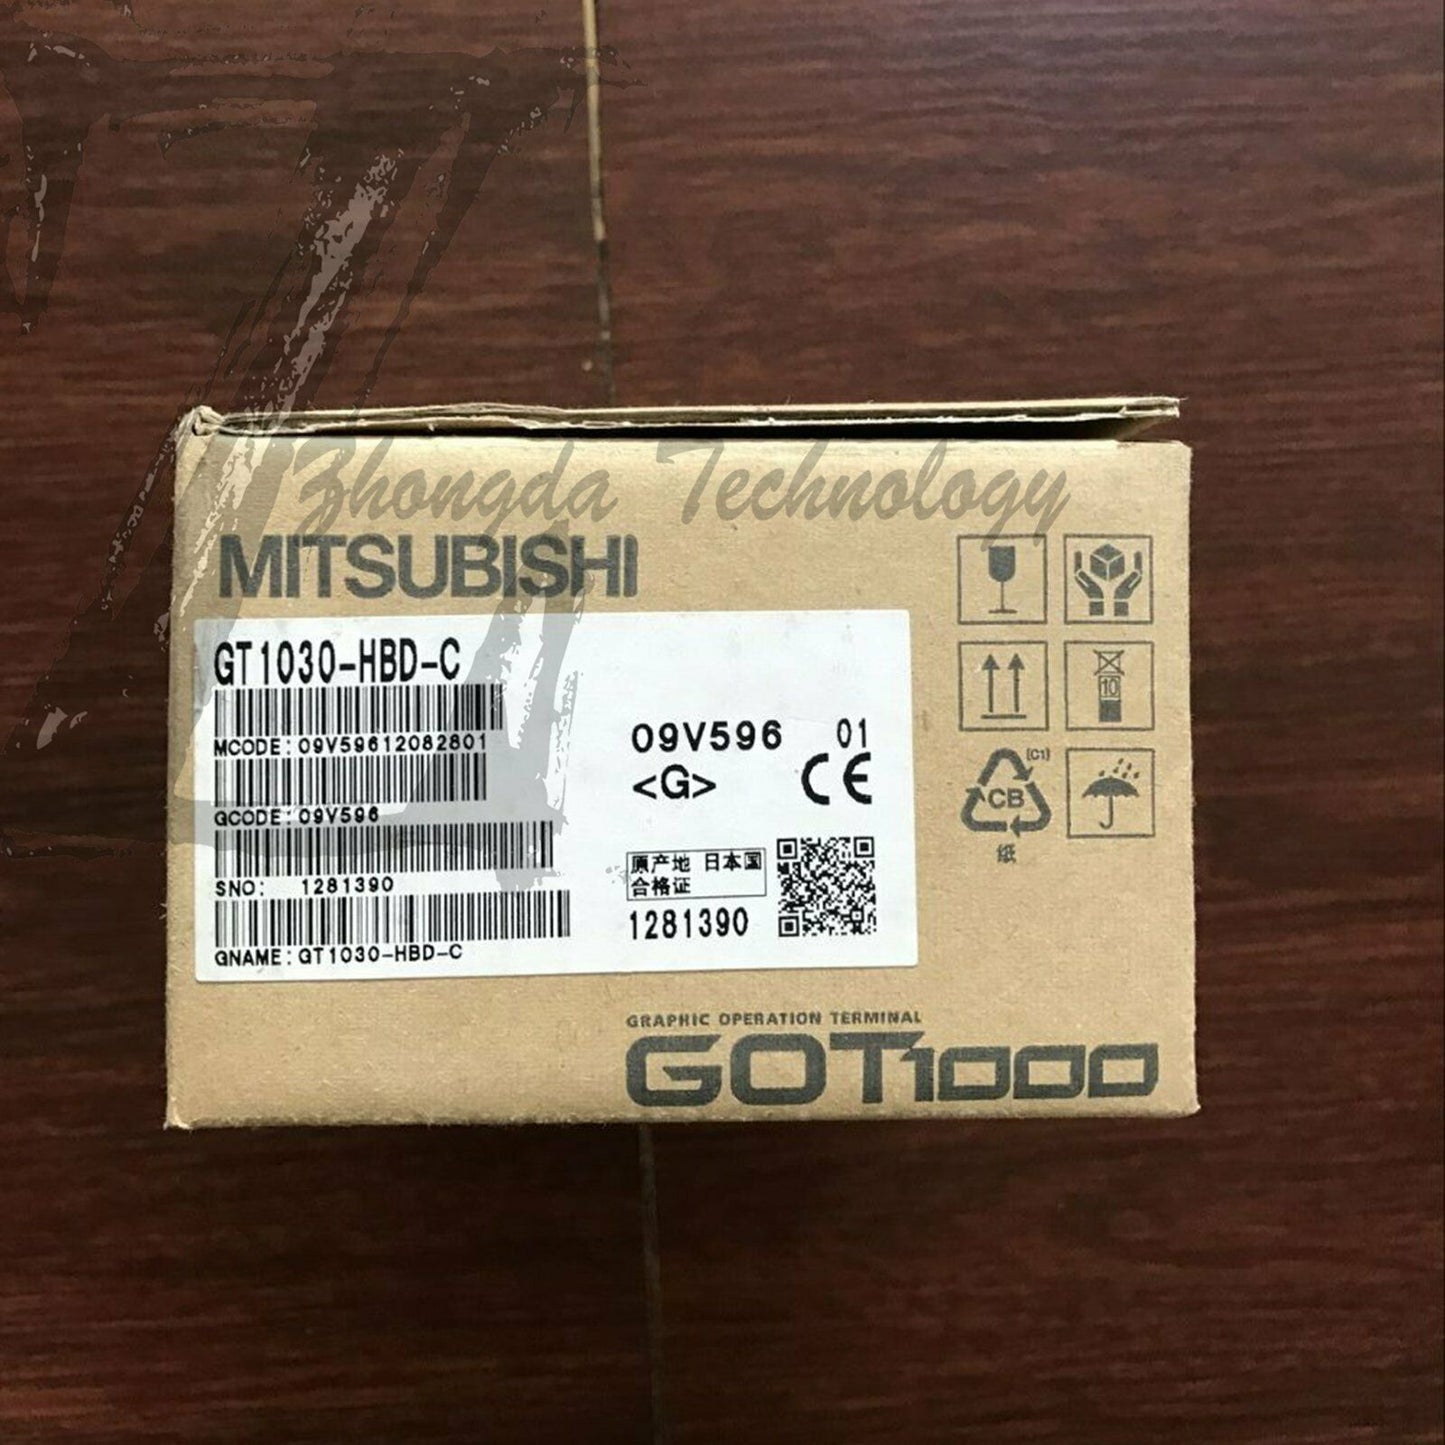 Zhongda Technology
MITSUBISHI
GT1030-HBD-C
MCODE:09V59612082801
GCODE:09V596
SNO: 1281390
GNAME:GT1030-HBD-C
09V596 01
<G> CE
原产地 日本国
合格证
1281390
10
(C1)
CB
纸
GRAPHIC OPERATION TERMINAL
GOT1000